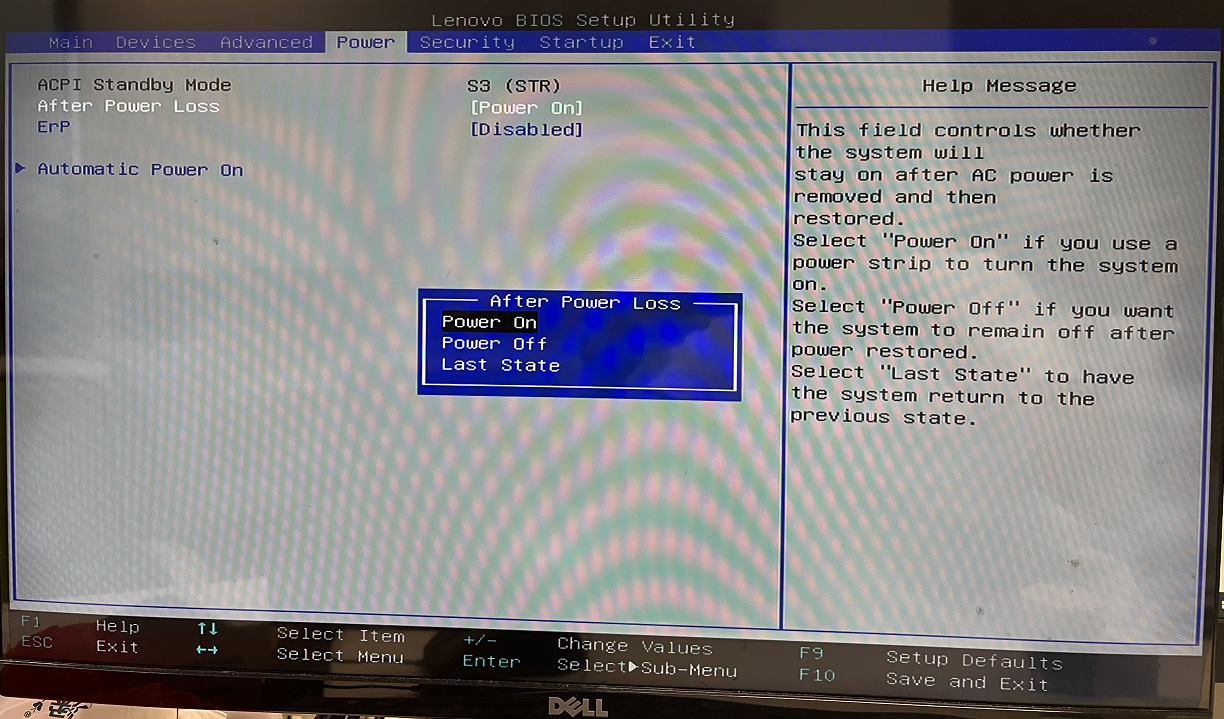 Lenovo BIOS Setup Utility
Main Devices Advanced Power Security Startup Exit
ACPI Standby Mode S3 (STR)
After Power Loss [Power On]
ErP [Disabled]
Automatic Power On
After Power Loss
Power On
Power Off
Last State
Help Message
This field controls whether
the system will
stay on after AC power is
removed and then
restored.
Select "Power On" if you use a
power strip to turn the system
on.
Select "Power Off" if you want
the system to remain off after
power restored.
Select "Last State" to have
the system return to the
previous state.
F1 Help ↑↓ Select Item +/- Change Values F9 Setup Defaults
ESC Exit ←→ Select Menu Enter Select▶Sub-Menu F10 Save and Exit
DELL